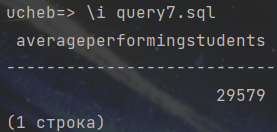 ucheb=> \i query7.sql
averageperformingstudents
---------------------------
29579
(1 строка)